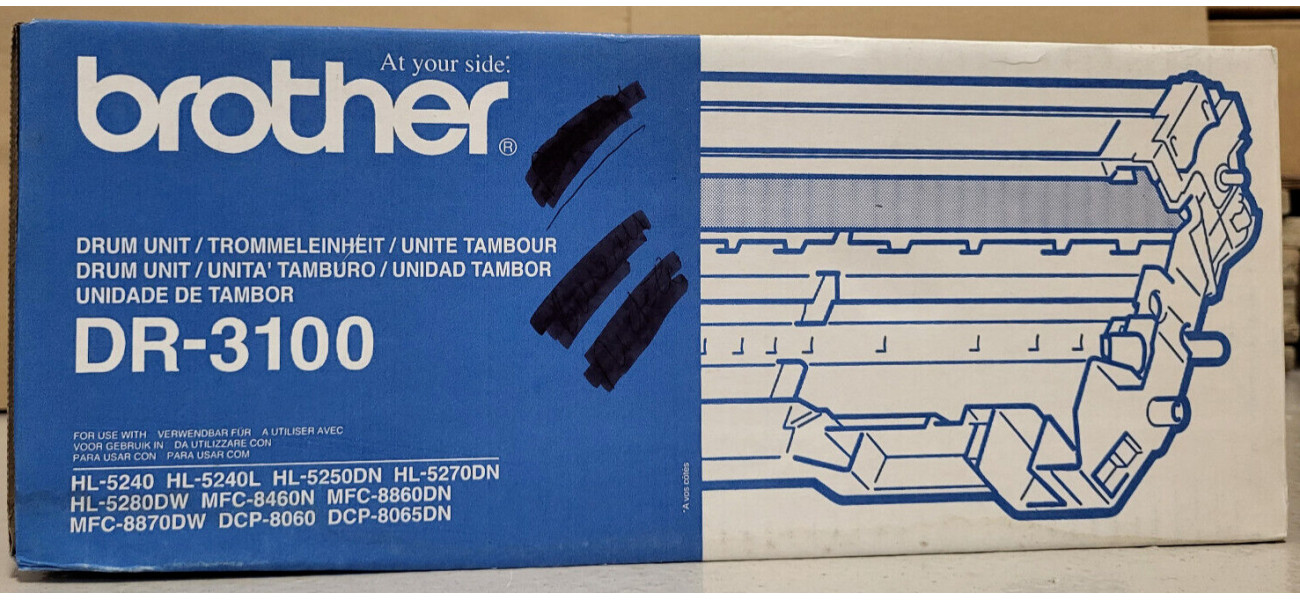 At your side.*
brother®
DRUM UNIT / TROMMELEINHEIT / UNITE TAMBOUR
DRUM UNIT / UNITA' TAMBURO / UNIDAD TAMBOR
UNIDADE DE TAMBOR
DR-3100
FOR USE WITH VERWENDBAR FÜR A UTILISER AVEC
VOOR GEBRUIK IN DA UTILIZZARE CON
PARA USAR CON PARA USAR COM
HL-5240 HL-5240L HL-5250DN HL-5270DN
HL-5280DW MFC-8460N MFC-8860DN
MFC-8870DW DCP-8060 DCP-8065DN
*A vos côtés